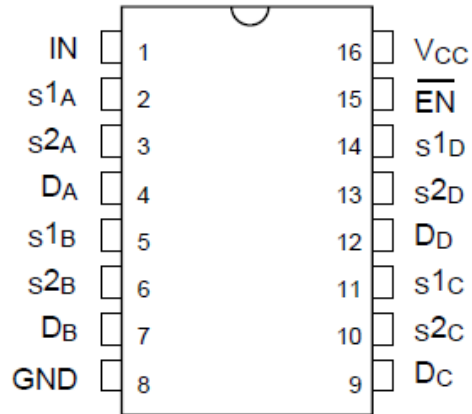 IN 1 16 VCC
S1A 2 15 EN
S2A 3 14 S1D
DA 4 13 S2D
S1B 5 12 DD
S2B 6 11 S1C
DB 7 10 S2C
GND 8 9 DC